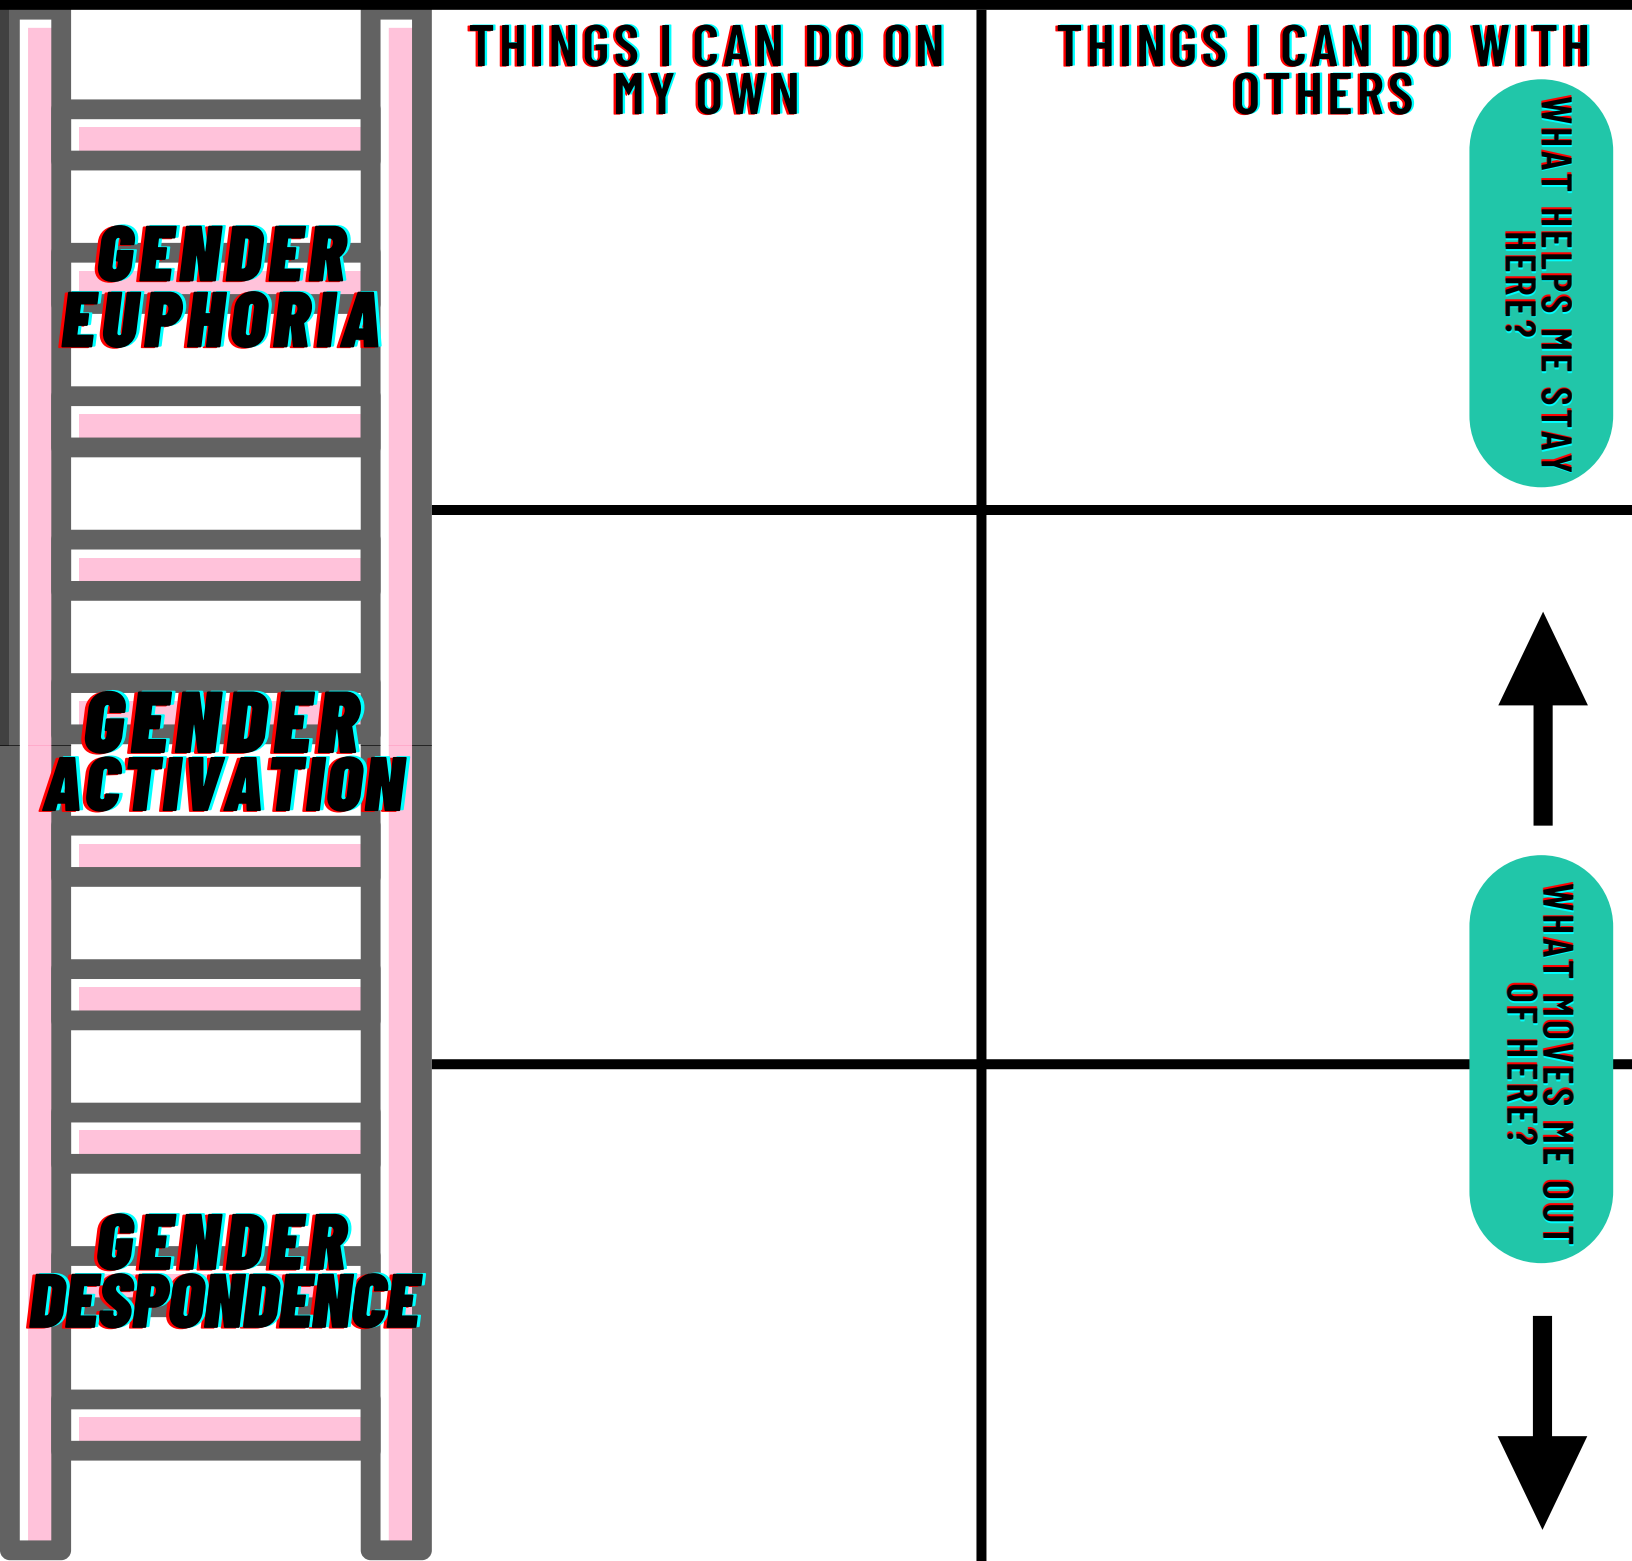 THINGS I CAN DO ON
MY OWN
THINGS I CAN DO WITH
OTHERS
WHAT HELPS ME STAY
HERE?
GENDER
EUPHORIA
GENDER
ACTIVATION
WHAT MOVES ME OUT
OF HERE?
GENDER
DESPONDENCE